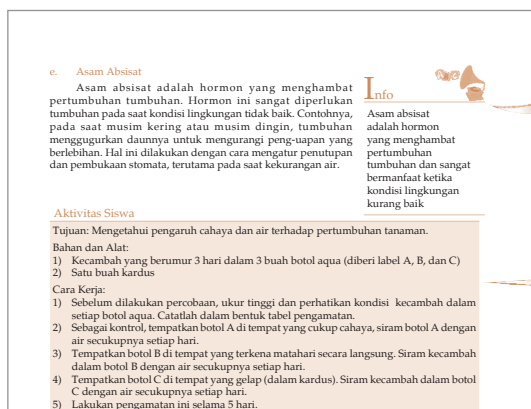 e. Asam Absisat
Asam absisat adalah hormon yang menghambat
pertumbuhan tumbuhan. Hormon ini sangat diperlukan
tumbuhan pada saat kondisi lingkungan tidak baik. Contohnya,
pada saat musim kering atau musim dingin, tumbuhan
menggugurkan daunnya untuk mengurangi peng-uapan yang
berlebihan. Hal ini dilakukan dengan cara mengatur penutupan
dan pembukaan stomata, terutama pada saat kekurangan air.
Info
Asam absisat
adalah hormon
yang menghambat
pertumbuhan
tumbuhan dan sangat
bermanfaat ketika
kondisi lingkungan
kurang baik
Aktivitas Siswa
Tujuan: Mengetahui pengaruh cahaya dan air terhadap pertumbuhan tanaman.
Bahan dan Alat:
1) Kecambah yang berumur 3 hari dalam 3 buah botol aqua (diberi label A, B, dan C)
2) Satu buah kardus
Cara Kerja:
1) Sebelum dilakukan percobaan, ukur tinggi dan perhatikan kondisi kecambah dalam
setiap botol aqua. Catatlah dalam bentuk tabel pengamatan.
2) Sebagai kontrol, tempatkan botol A di tempat yang cukup cahaya, siram botol A dengan
air secukupnya setiap hari.
3) Tempatkan botol B di tempat yang terkena matahari secara langsung. Siram kecambah
dalam botol B dengan air secukupnya setiap hari.
4) Tempatkan botol C di tempat yang gelap (dalam kardus). Siram kecambah dalam botol
C dengan air secukupnya setiap hari.
5) Lakukan pengamatan ini selama 5 hari.